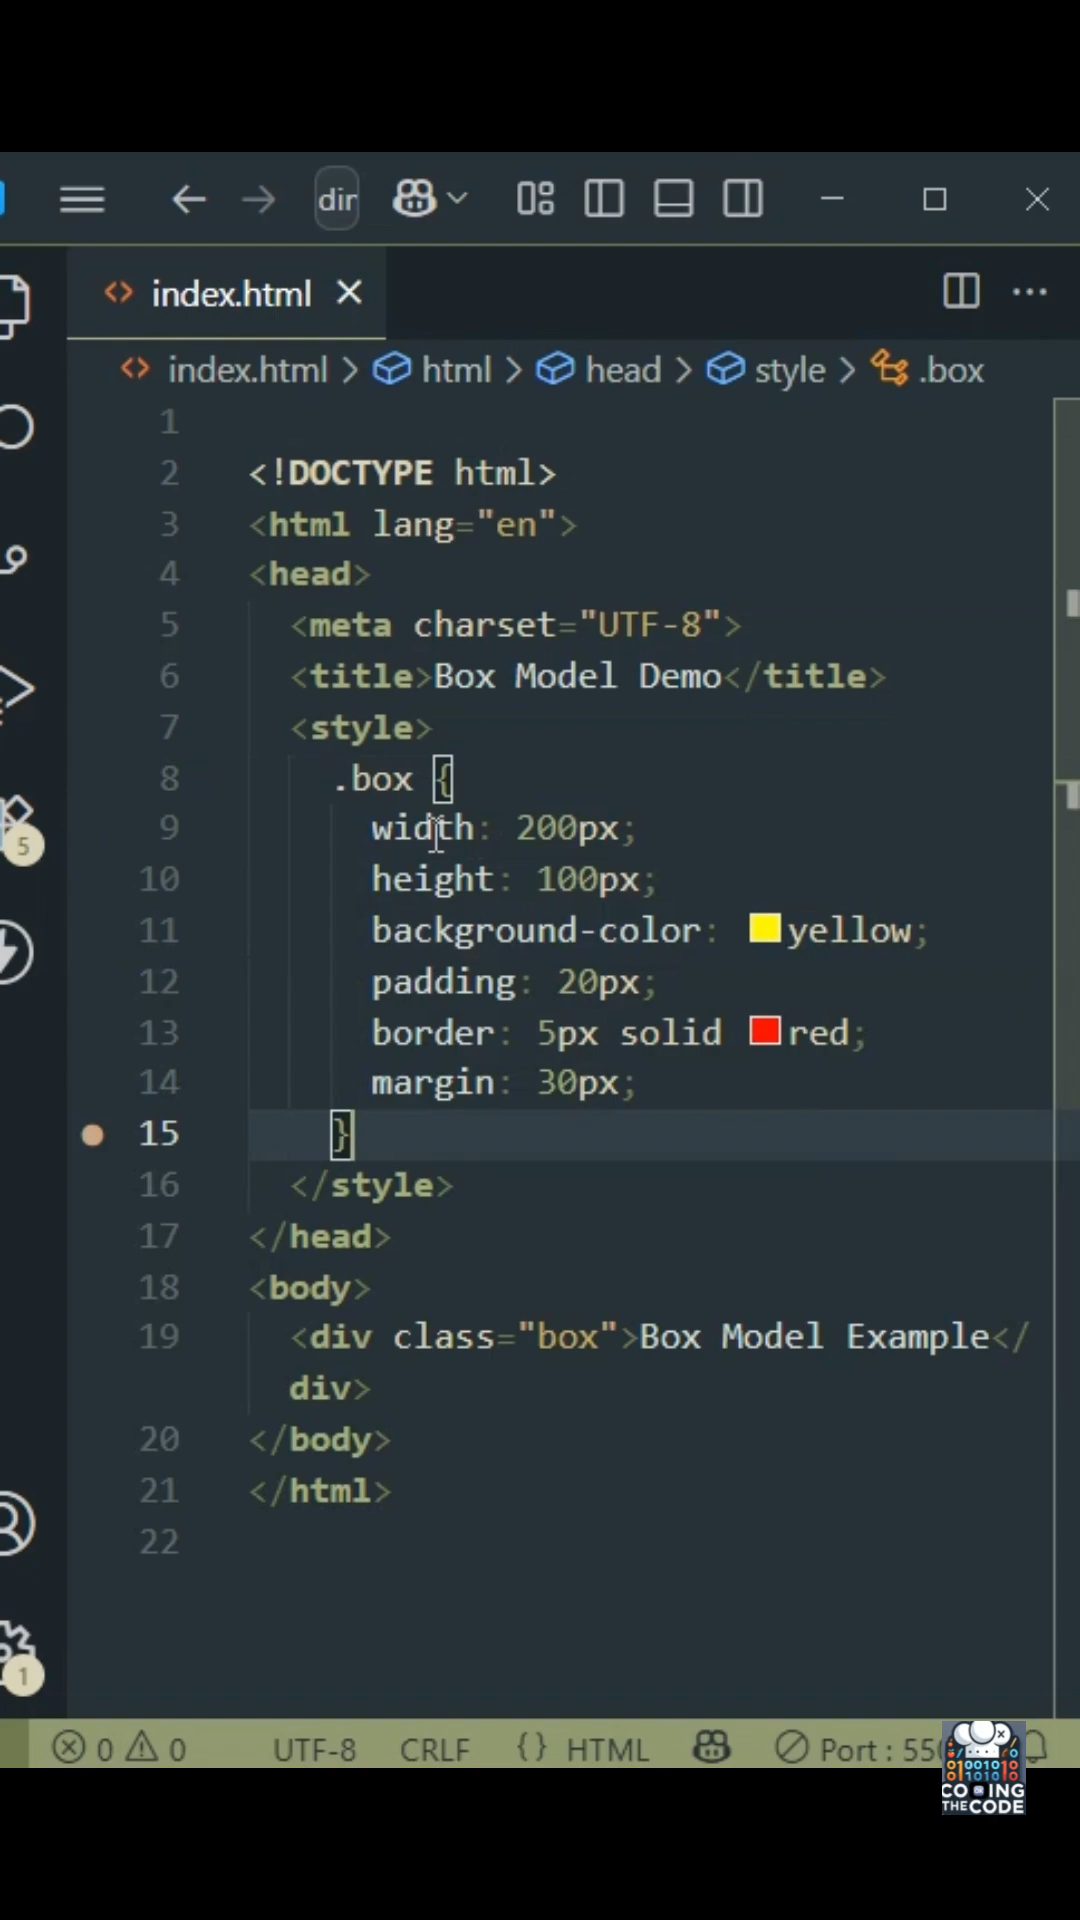 dir
index.html
index.html > html > head > style > .box
1
2 <!DOCTYPE html>
3 <html lang="en">
4 <head>
5 <meta charset="UTF-8">
6 <title>Box Model Demo</title>
7 <style>
8 .box {
9 width: 200px;
10 height: 100px;
11 background-color: yellow;
12 padding: 20px;
13 border: 5px solid red;
14 margin: 30px;
15 }
16 </style>
17 </head>
18 <body>
19 <div class="box">Box Model Example</
div>
20 </body>
21 </html>
22
5
1
0 0 UTF-8 CRLF {} HTML Port : 55
CO ING
THE CODE